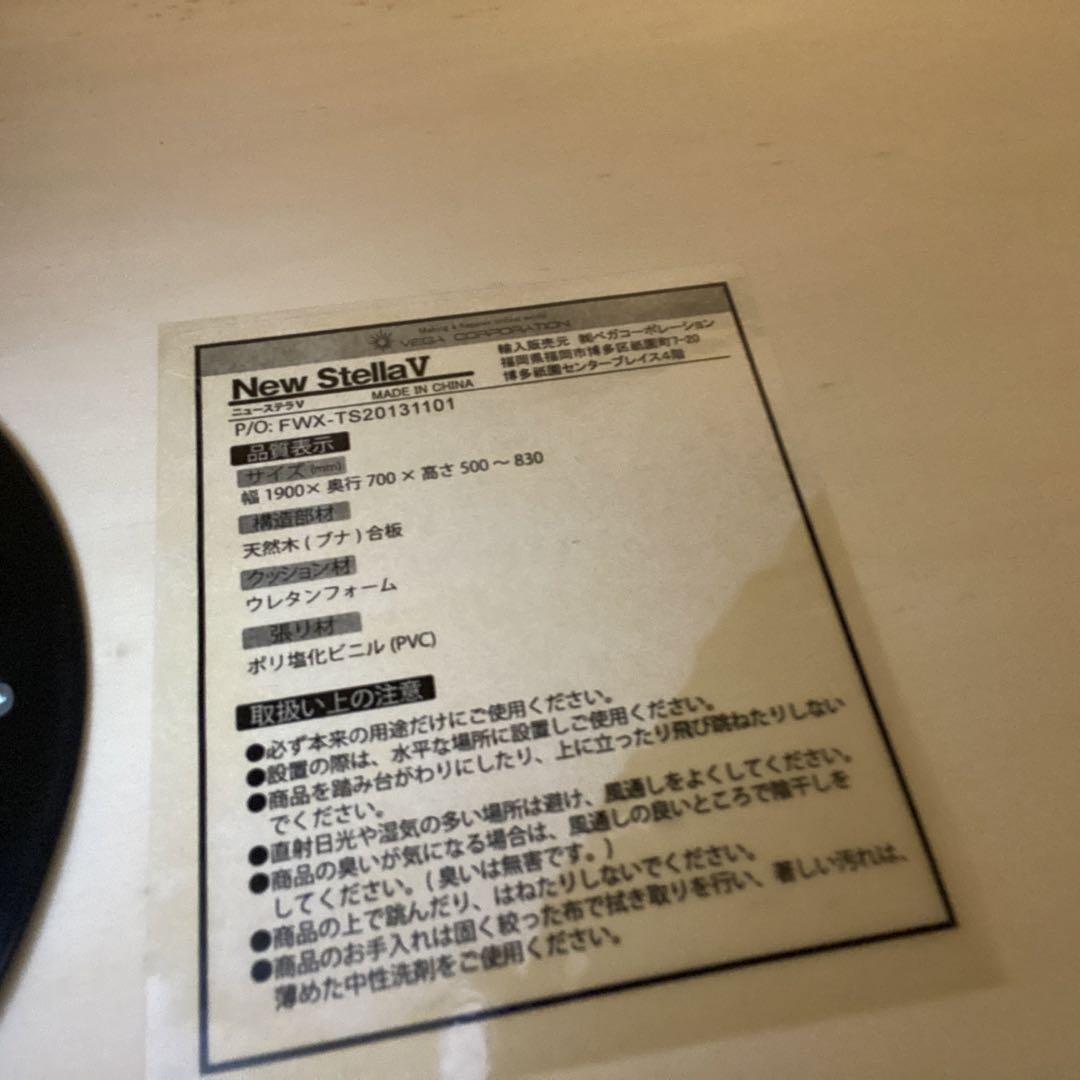 Making a happier united world
VEGA CORPORATION
New StellaV
ニューステラV
MADE IN CHINA
輸入販売元 ㈱ベガコーポレーション
福岡県福岡市博多区祇園町7-20
博多祇園センタープレイス4階
P/O: FWX-TS20131101
品質表示
サイズ(mm)
幅1900×奥行700×高さ500～830
構造部材
天然木(ブナ)合板
クッション材
ウレタンフォーム
張り材
ポリ塩化ビニル(PVC)
取扱い上の注意
●必ず本来の用途だけにご使用ください。
●設置の際は、水平な場所に設置しご使用ください。
●商品を踏み台がわりにしたり、上に立ったり飛び跳ねたりしない
でください。
●直射日光や湿気の多い場所は避け、風通しをよくしてください。
●商品の臭いが気になる場合は、風通しの良いところで陰干しを
してください。(臭いは無害です。)
●商品の上で跳んだり、はねたりしないでください。
●商品のお手入れは固く絞った布で拭き取りを行い、著しい汚れは、
薄めた中性洗剤をご使用ください。